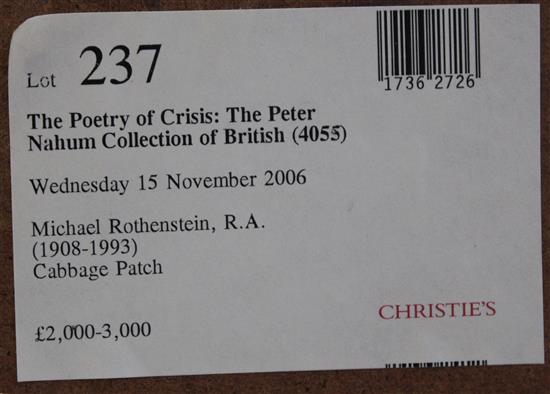 Lot 237
1736 2726
The Poetry of Crisis: The Peter
Nahum Collection of British (4055)
Wednesday 15 November 2006
Michael Rothenstein, R.A.
(1908-1993)
Cabbage Patch
CHRISTIE'S
£2,000-3,000